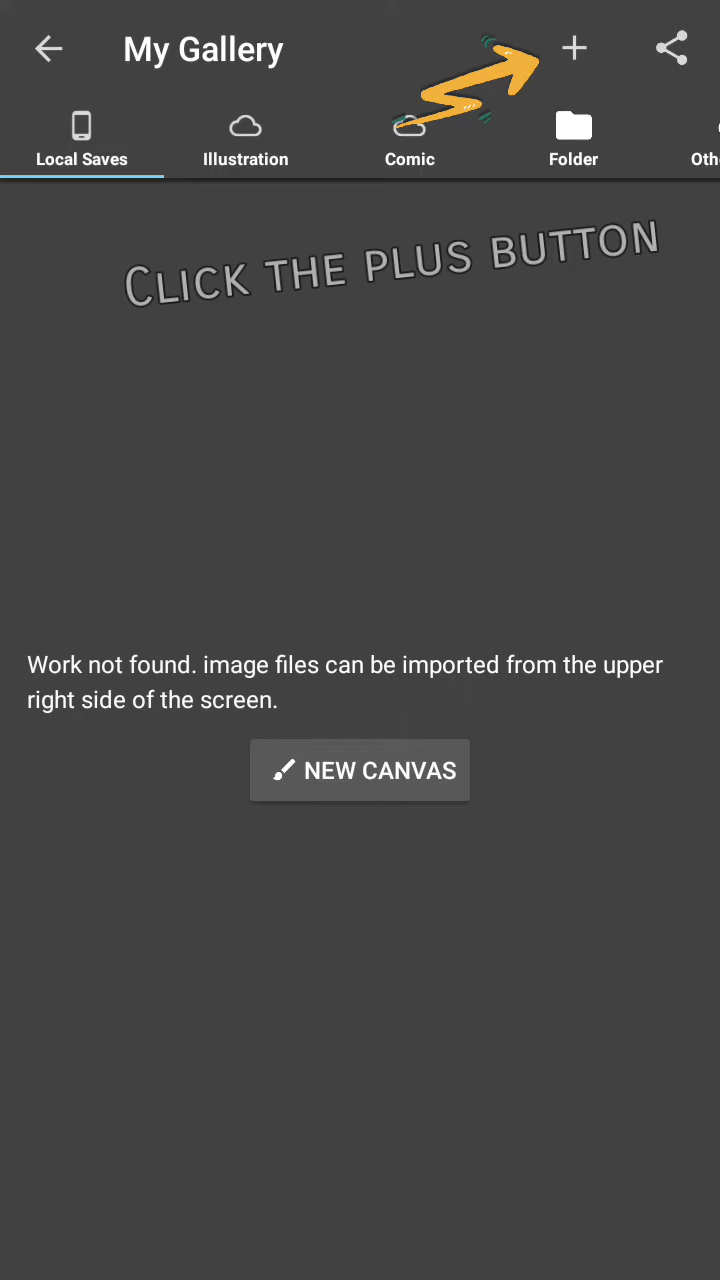 My Gallery
Local Saves
Illustration
Comic
Folder
Oth
Click the plus button
Work not found. image files can be imported from the upper
right side of the screen.
NEW CANVAS